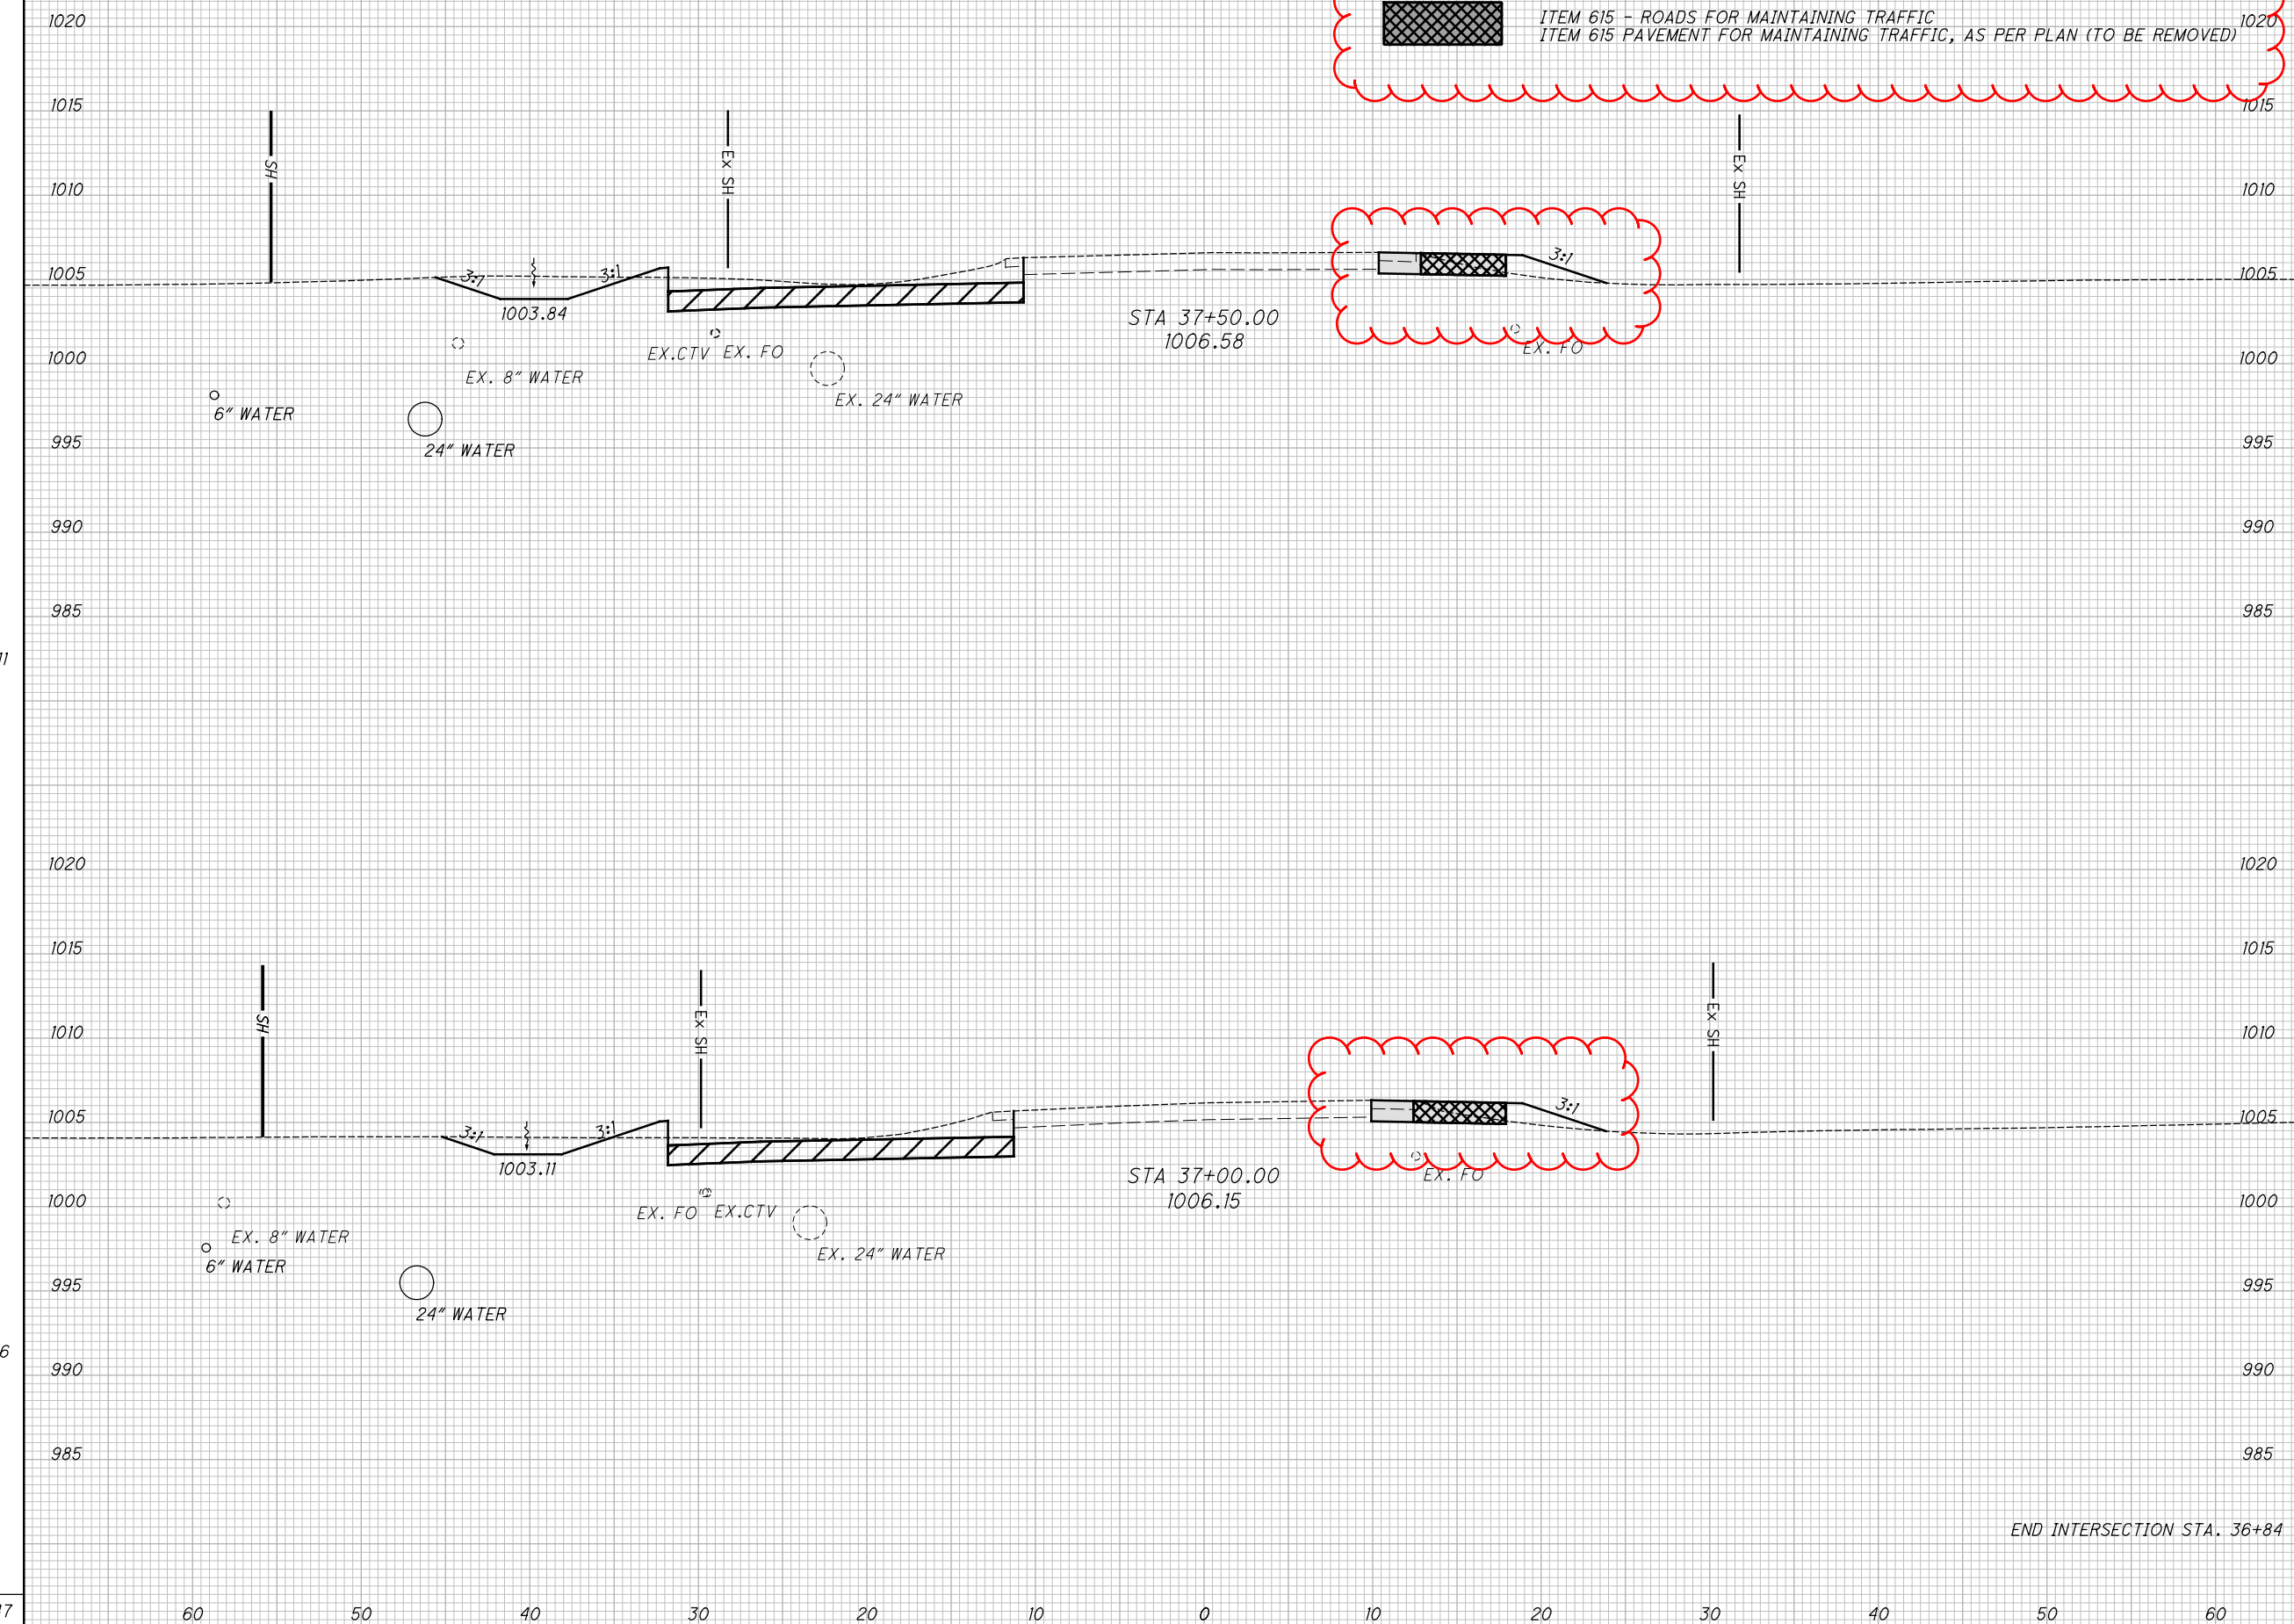 1020
ITEM 615 - ROADS FOR MAINTAINING TRAFFIC
1020
ITEM 615 PAVEMENT FOR MAINTAINING TRAFFIC, AS PER PLAN (TO BE REMOVED)
1015
1015
SH
Ex SH
Ex SH
1010
1010
1005
3:1
3:1
3:1
1005
1003.84
STA 37+50.00
1006.58
EX.CTV
EX. FO
EX. FO
1000
1000
EX. 8" WATER
EX. 24" WATER
6" WATER
24" WATER
995
995
990
990
985
985
11
1020
1020
1015
1015
SH
Ex SH
Ex SH
1010
1010
1005
3:1
3:1
3:1
1005
1003.11
STA 37+00.00
1006.15
EX. FO
1000
1000
EX. FO
EX.CTV
EX. 8" WATER
EX. 24" WATER
6" WATER
995
995
24" WATER
6
990
990
985
985
END INTERSECTION STA. 36+84
17
60
50
40
30
20
10
0
10
20
30
40
50
60